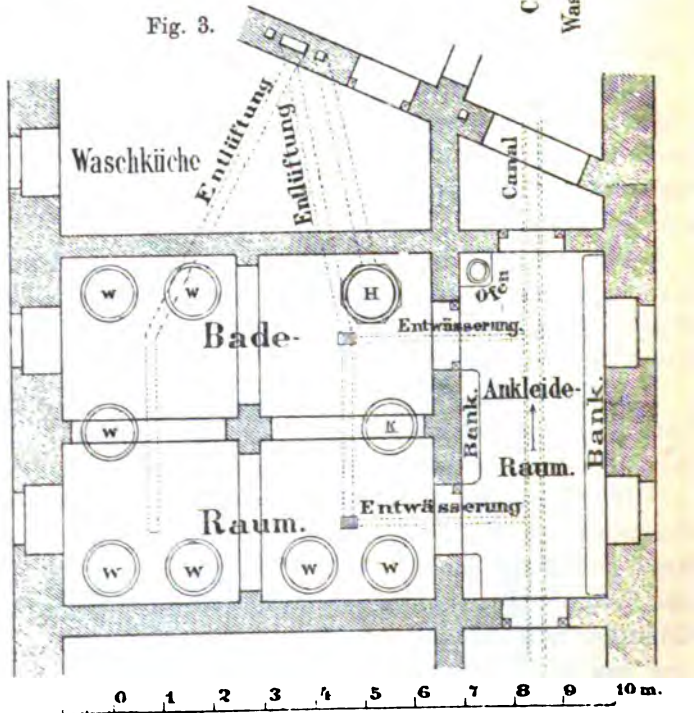 Fig. 3.
C
Was
Waschküche
Entlüftung
Entlüftung
Canal
W
W
H
Ofen
Bade-
Entwässerung.
Ankleide-
W
K
Bank.
Bank.
Raum.
Raum.
Entwässerung
W
W
W
W
0 1 2 3 4 5 6 7 8 9 10 m.